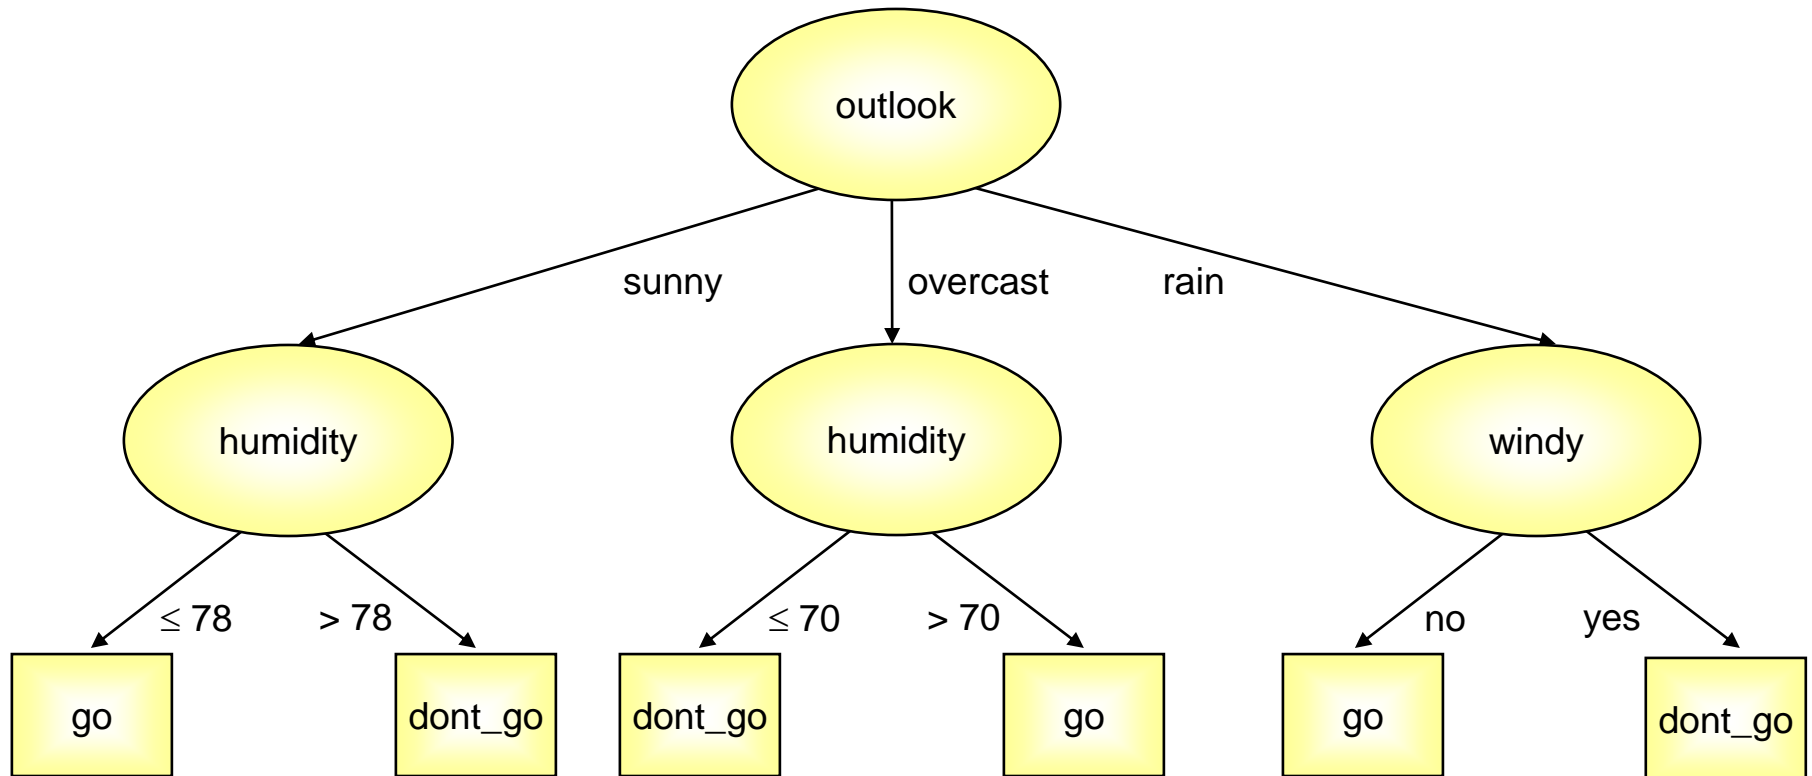 outlook
sunny
overcast
rain
humidity
humidity
windy
≤ 78
> 78
≤ 70
> 70
no
yes
go
dont_go
dont_go
go
go
dont_go